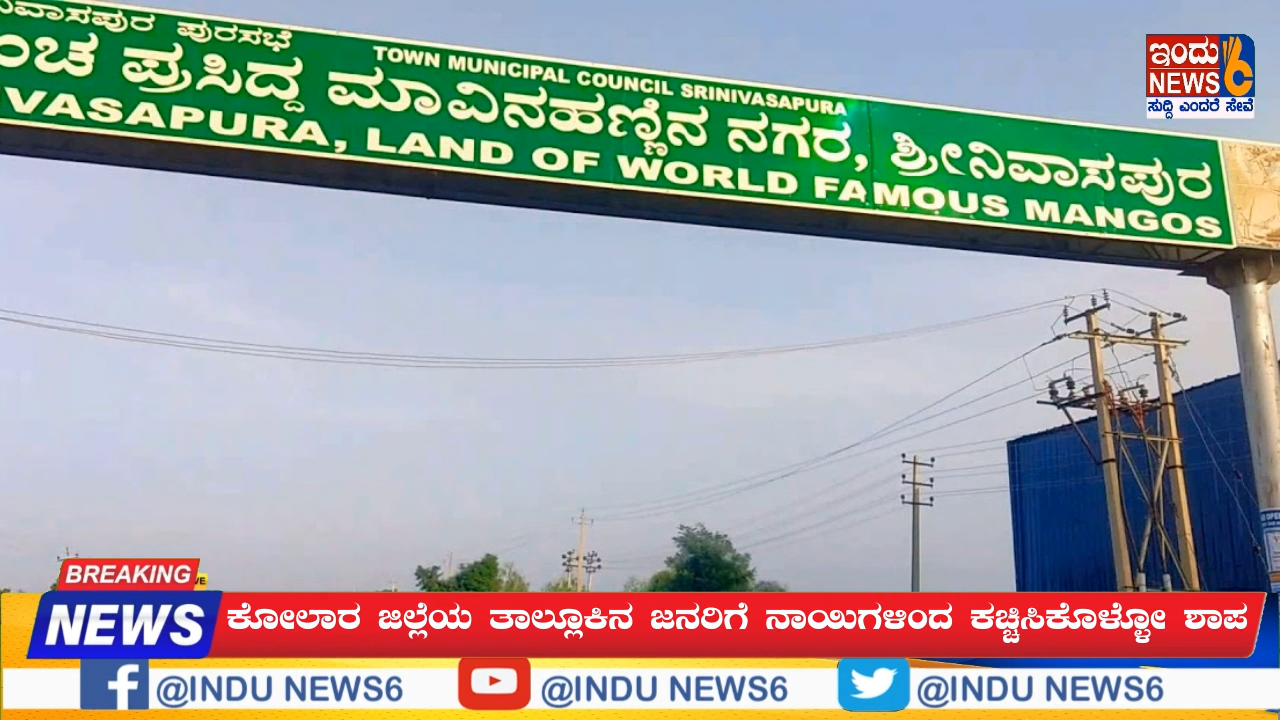 ಪುರಸಭೆ
TOWN MUNICIPAL COUNCIL SRINIVASAPURA
ಪ್ರಸಿದ್ದ ಮಾವಿನಹಣ್ಣಿನ ನಗರ, ಶ್ರೀನಿವಾಸಪುರ
VASAPURA, LAND OF WORLD FAMOUS MANGOS
ಇಂದು
NEWS 6
ಸುದ್ದಿ ಎಂದರೆ ಸೇವೆ
BREAKING
NEWS
ಕೋಲಾರ ಜಿಲ್ಲೆಯ ತಾಲ್ಲೂಕಿನ ಜನರಿಗೆ ನಾಯಿಗಳಿಂದ ಕಚ್ಚಿಸಿಕೊಳ್ಳೋ ಶಾಪ
@INDU NEWS6
@INDU NEWS6
@INDU NEWS6